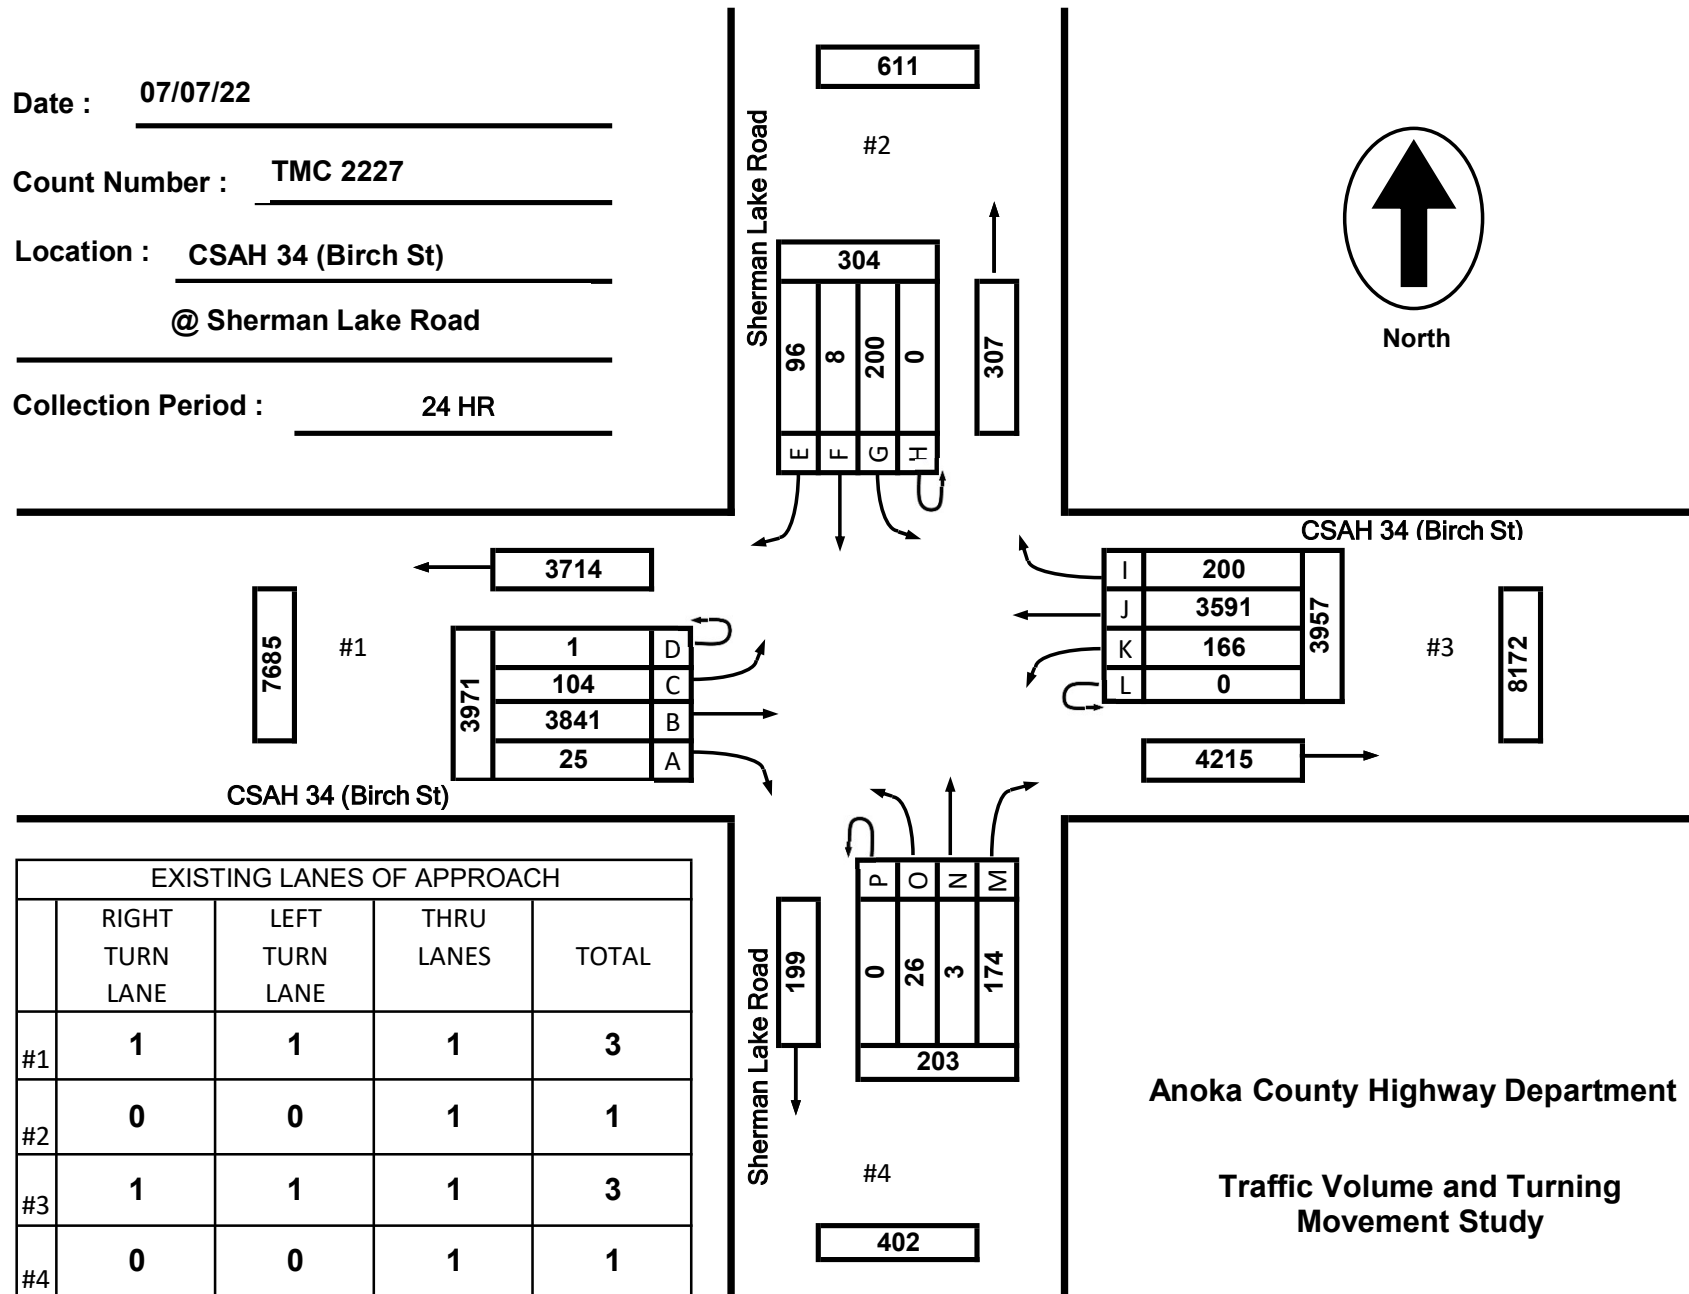 Date : 07/07/22
Count Number : TMC 2227
Location : CSAH 34 (Birch St)
@ Sherman Lake Road
Collection Period : 24 HR
611
#2
Sherman Lake Road
304
96 8 200 0
E F G H
307
North
CSAH 34 (Birch St)
3714
7685
#1
3971
1 D
104 C
3841 B
25 A
CSAH 34 (Birch St)
I 200
J 3591
K 166
L 0
3957
#3
8172
4215
P O N M
0 26 3 174
203
199
Sherman Lake Road
#4
402
EXISTING LANES OF APPROACH
RIGHT TURN LANE
LEFT TURN LANE
THRU LANES
TOTAL
#1 1 1 1 3
#2 0 0 1 1
#3 1 1 1 3
#4 0 0 1 1
Anoka County Highway Department
Traffic Volume and Turning
Movement Study